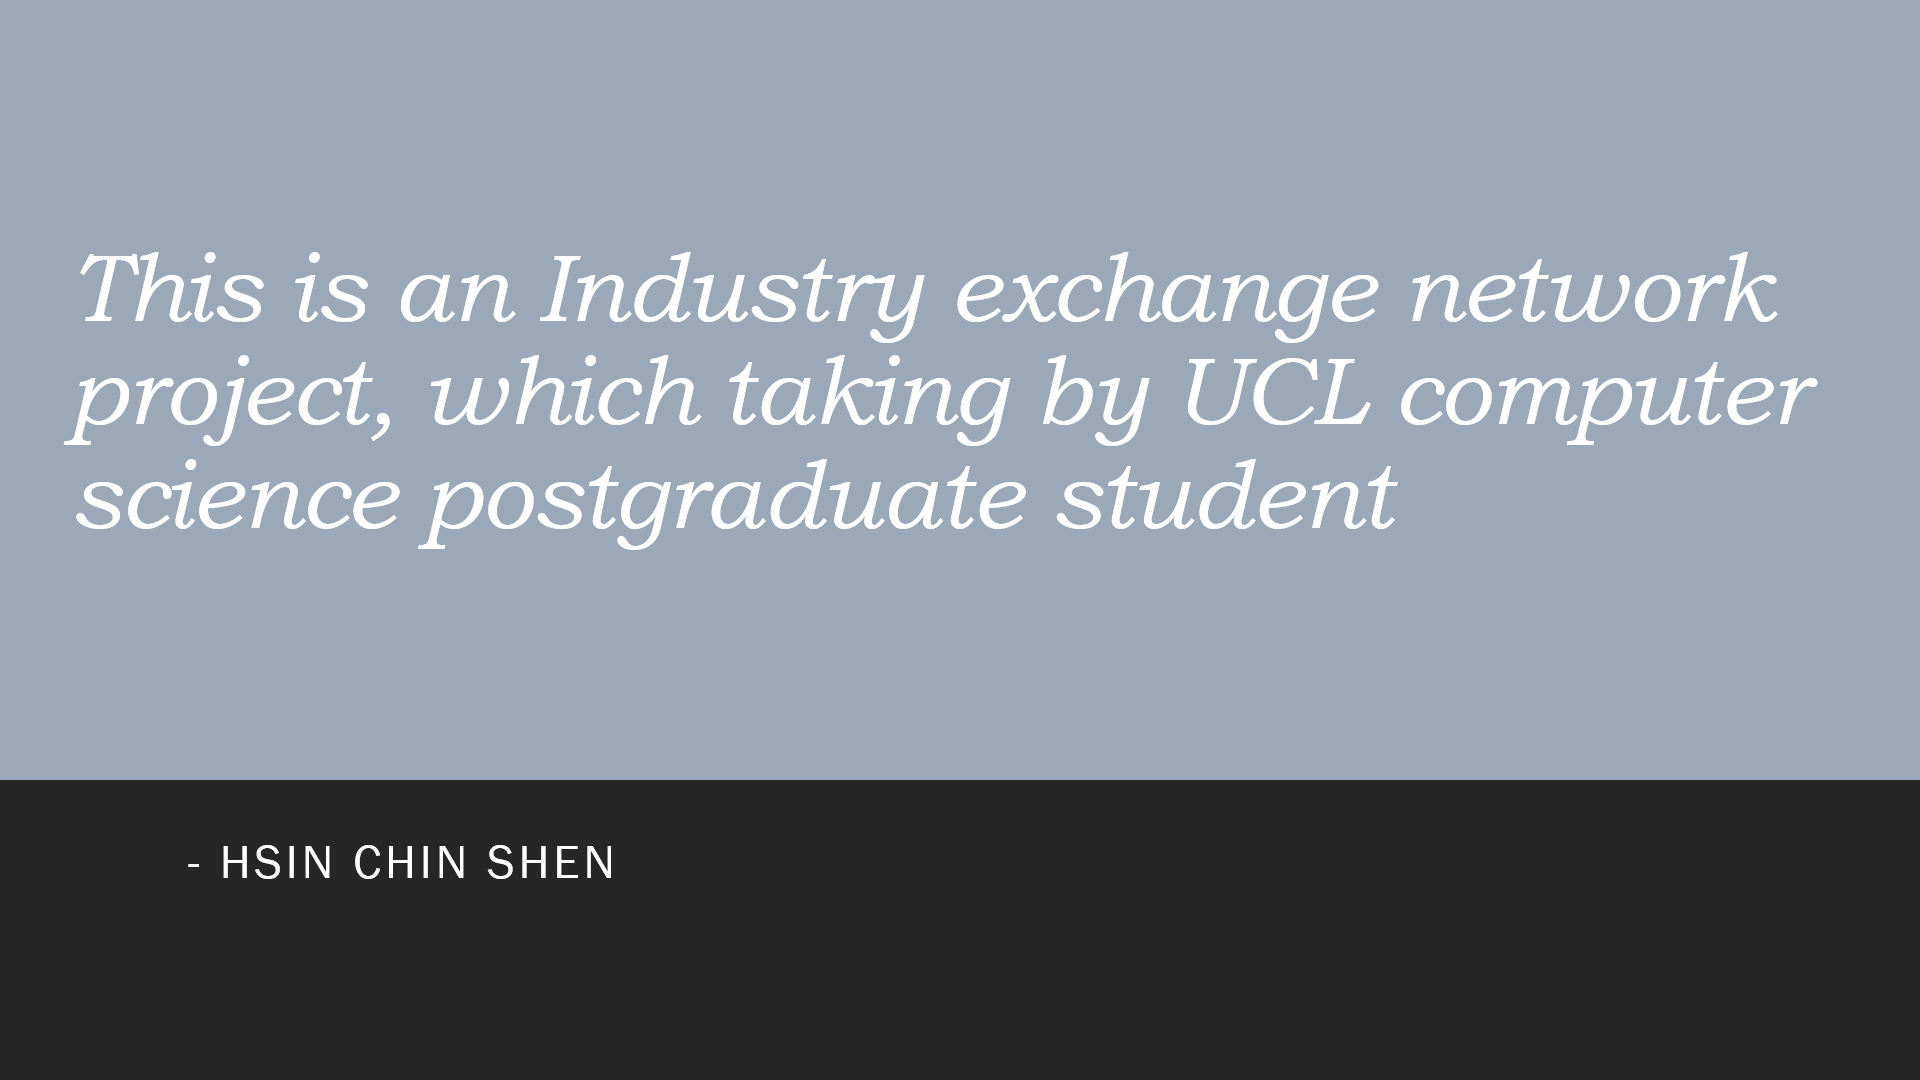 This is an Industry exchange network
project, which taking by UCL computer
science postgraduate student
- HSIN CHIN SHEN